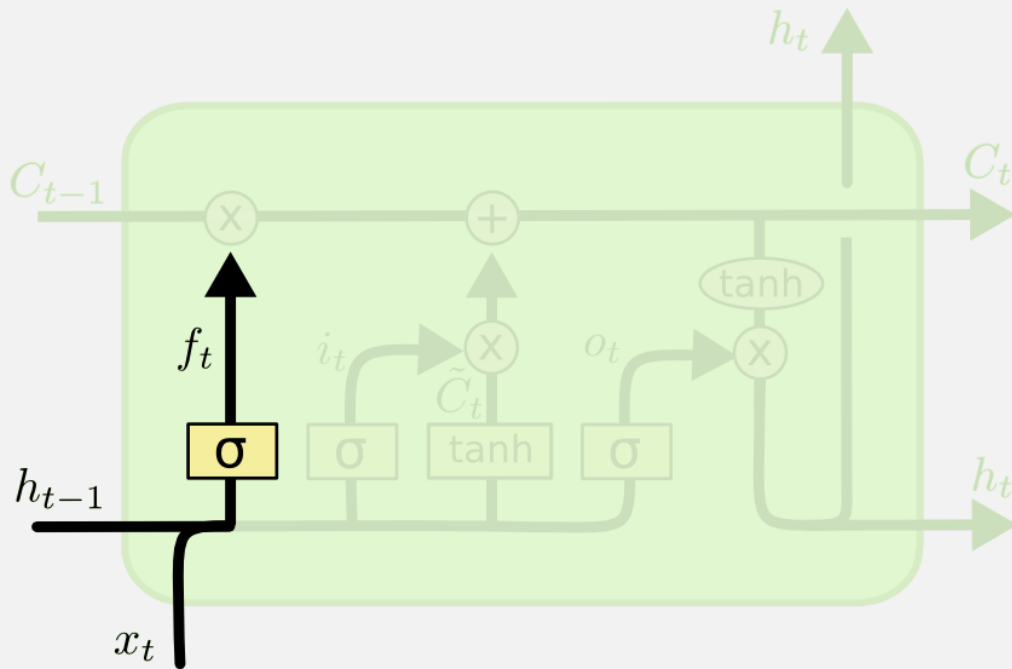 h_t
C_{t-1} x + C_t
tanh
f_t i_t x o_t x
C̃_t
σ σ tanh σ
h_{t-1} h_t
x_t